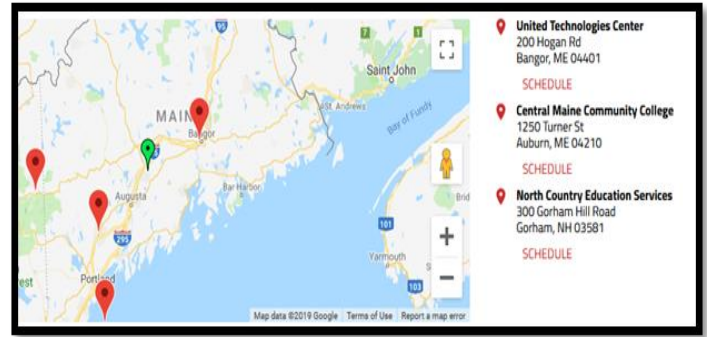 95
7
1
Saint John
St. Andrews
Bay of Fundy
Bangor
Augusta
Bar Harbor
295
101
Yarmouth
103
Portland
Map data ©2019 Google
Terms of Use
Report a map error
United Technologies Center
200 Hogan Rd
Bangor, ME 04401
SCHEDULE
Central Maine Community College
1250 Turner St
Auburn, ME 04210
SCHEDULE
North Country Education Services
300 Gorham Hill Road
Gorham, NH 03581
SCHEDULE